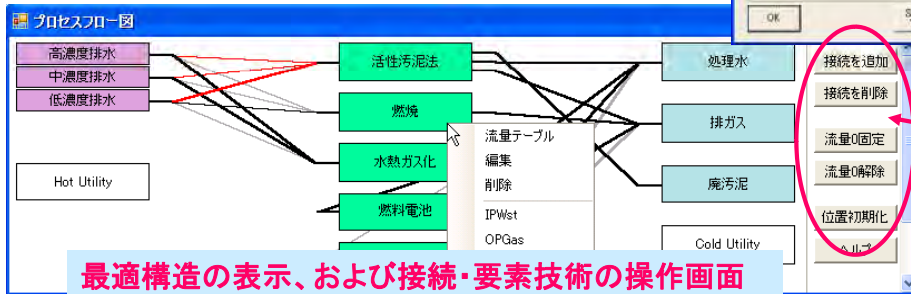 プロセスフロー図
OK
高濃度排水
中濃度排水
低濃度排水
Hot Utility
活性汚泥法
燃焼
水熱ガス化
燃料電池
流量テーブル
編集
削除
IPWst
OPGas
処理水
排ガス
廃汚泥
Cold Utility
接続を追加
接続を削除
流量0固定
流量0解除
位置初期化
ヘルプ
最適構造の表示、および接続・要素技術の操作画面